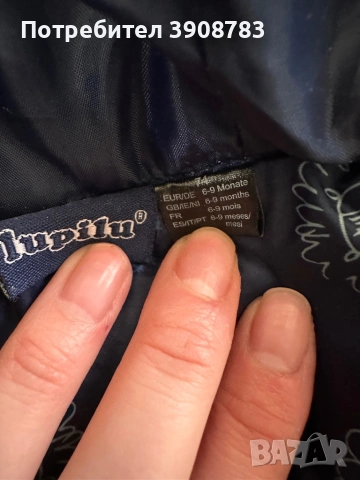 Потребител 3908783
lupilu®
74
EUR/DE 6-9 Monate
GB/IE/NI 6-9 months
FR 6-9 mois
ES/IT/PT 6-9 meses/
mesi
BAZAR